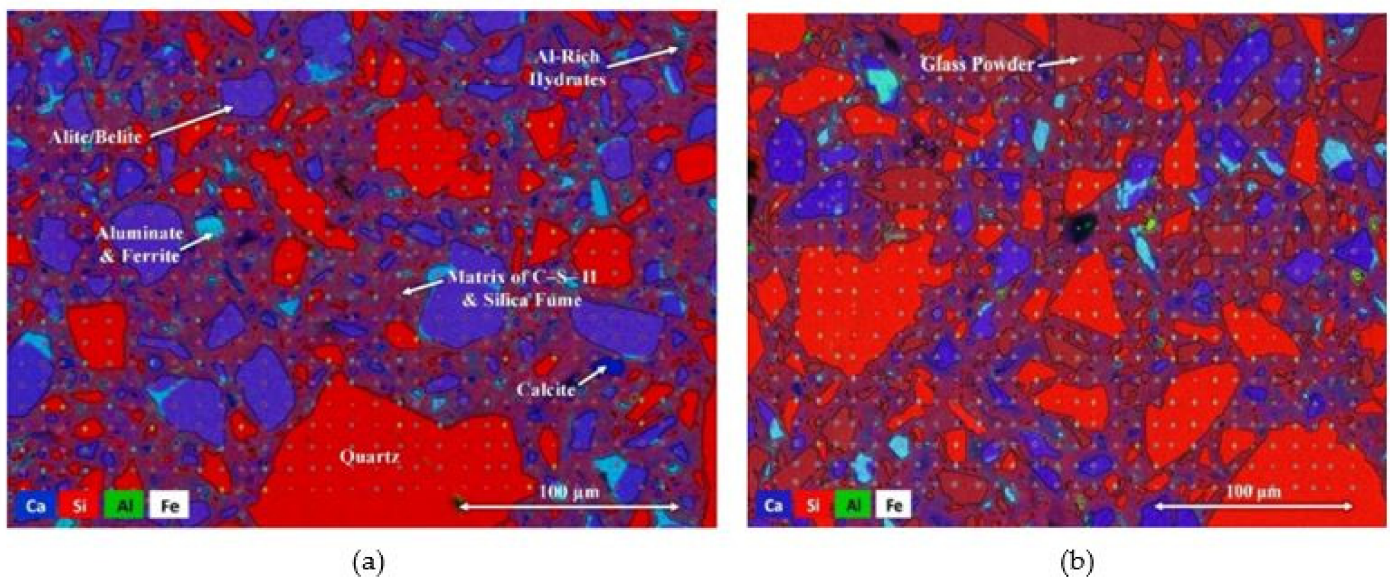 Al-Rich
Hydrates
Alite/Belite
Aluminate
& Ferrite
Matrix of C–S–H
& Silica Fume
Calcite
Quartz
Ca Si Al Fe
100 µm
(a)
Glass Powder
Ca Si Al Fe
100 µm
(b)